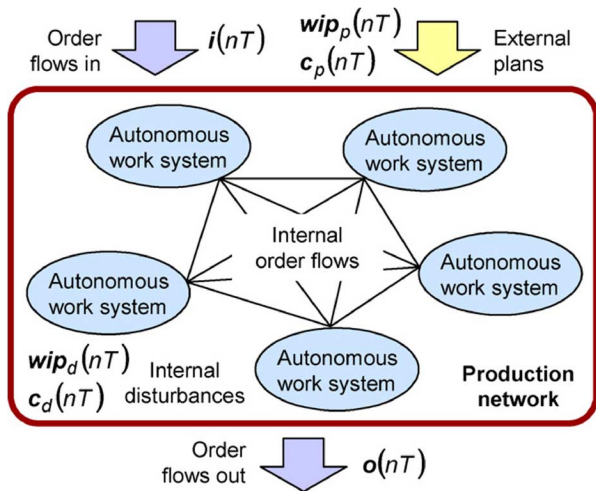 Order
flows in
i(nT)
wip_p(nT)
c_p(nT)
External
plans
Autonomous
work system
Autonomous
work system
Internal
order flows
Autonomous
work system
Autonomous
work system
Autonomous
work system
wip_d(nT)
c_d(nT)
Internal
disturbances
Production
network
Order
flows out
o(nT)